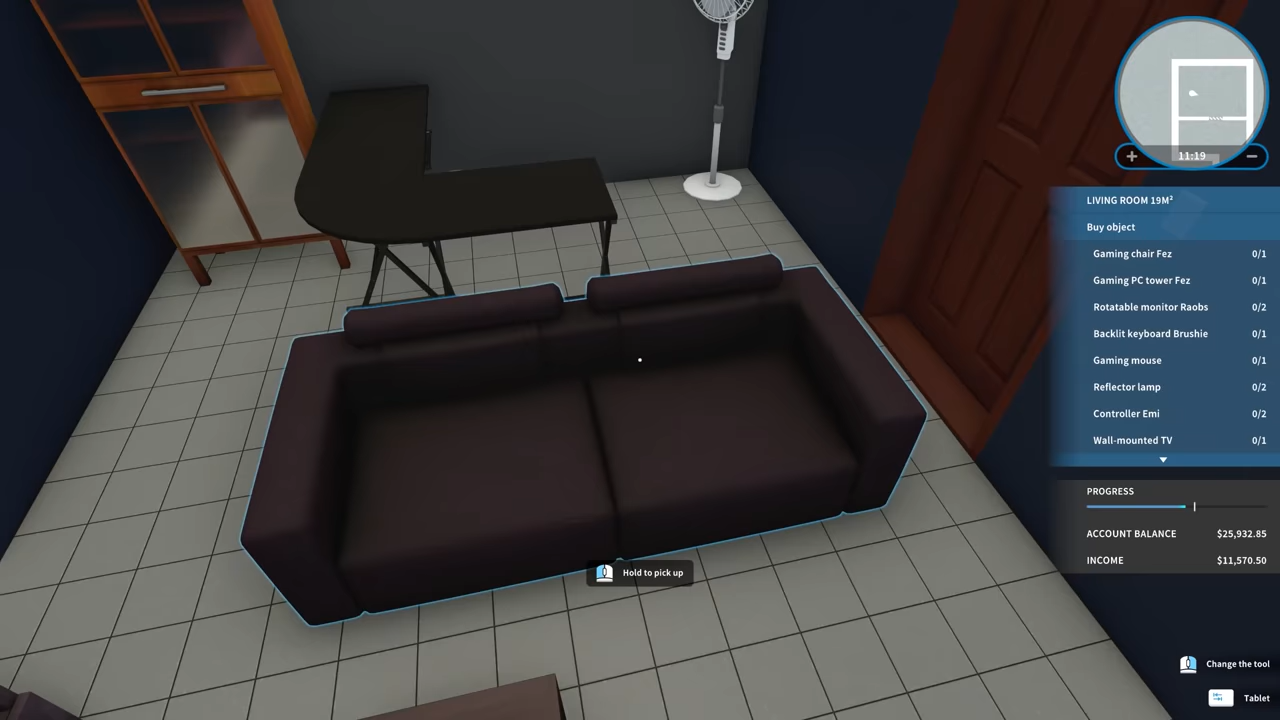 11:19
LIVING ROOM 19M²
Buy object
Gaming chair Fez 0/1
Gaming PC tower Fez 0/1
Rotatable monitor Raobs 0/2
Backlit keyboard Brushie 0/1
Gaming mouse 0/1
Reflector lamp 0/2
Controller Emi 0/2
Wall-mounted TV 0/1
PROGRESS
ACCOUNT BALANCE $25,932.85
INCOME $11,570.50
Hold to pick up
Change the tool
Tablet